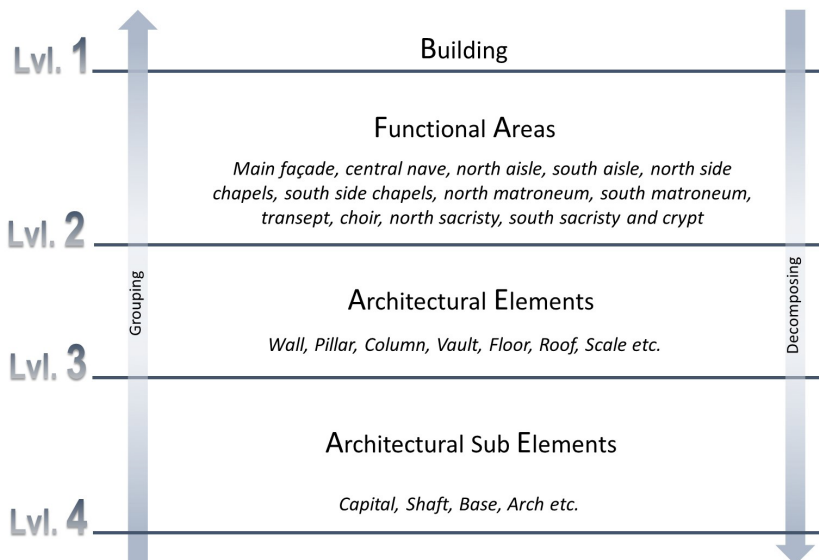 Lvl. 1
Building
Functional Areas
Main façade, central nave, north aisle, south aisle, north side
chapels, south side chapels, north matroneum, south matroneum,
transept, choir, north sacristy, south sacristy and crypt
Lvl. 2
Grouping
Decomposing
Architectural Elements
Wall, Pillar, Column, Vault, Floor, Roof, Scale etc.
Lvl. 3
Architectural Sub Elements
Capital, Shaft, Base, Arch etc.
Lvl. 4